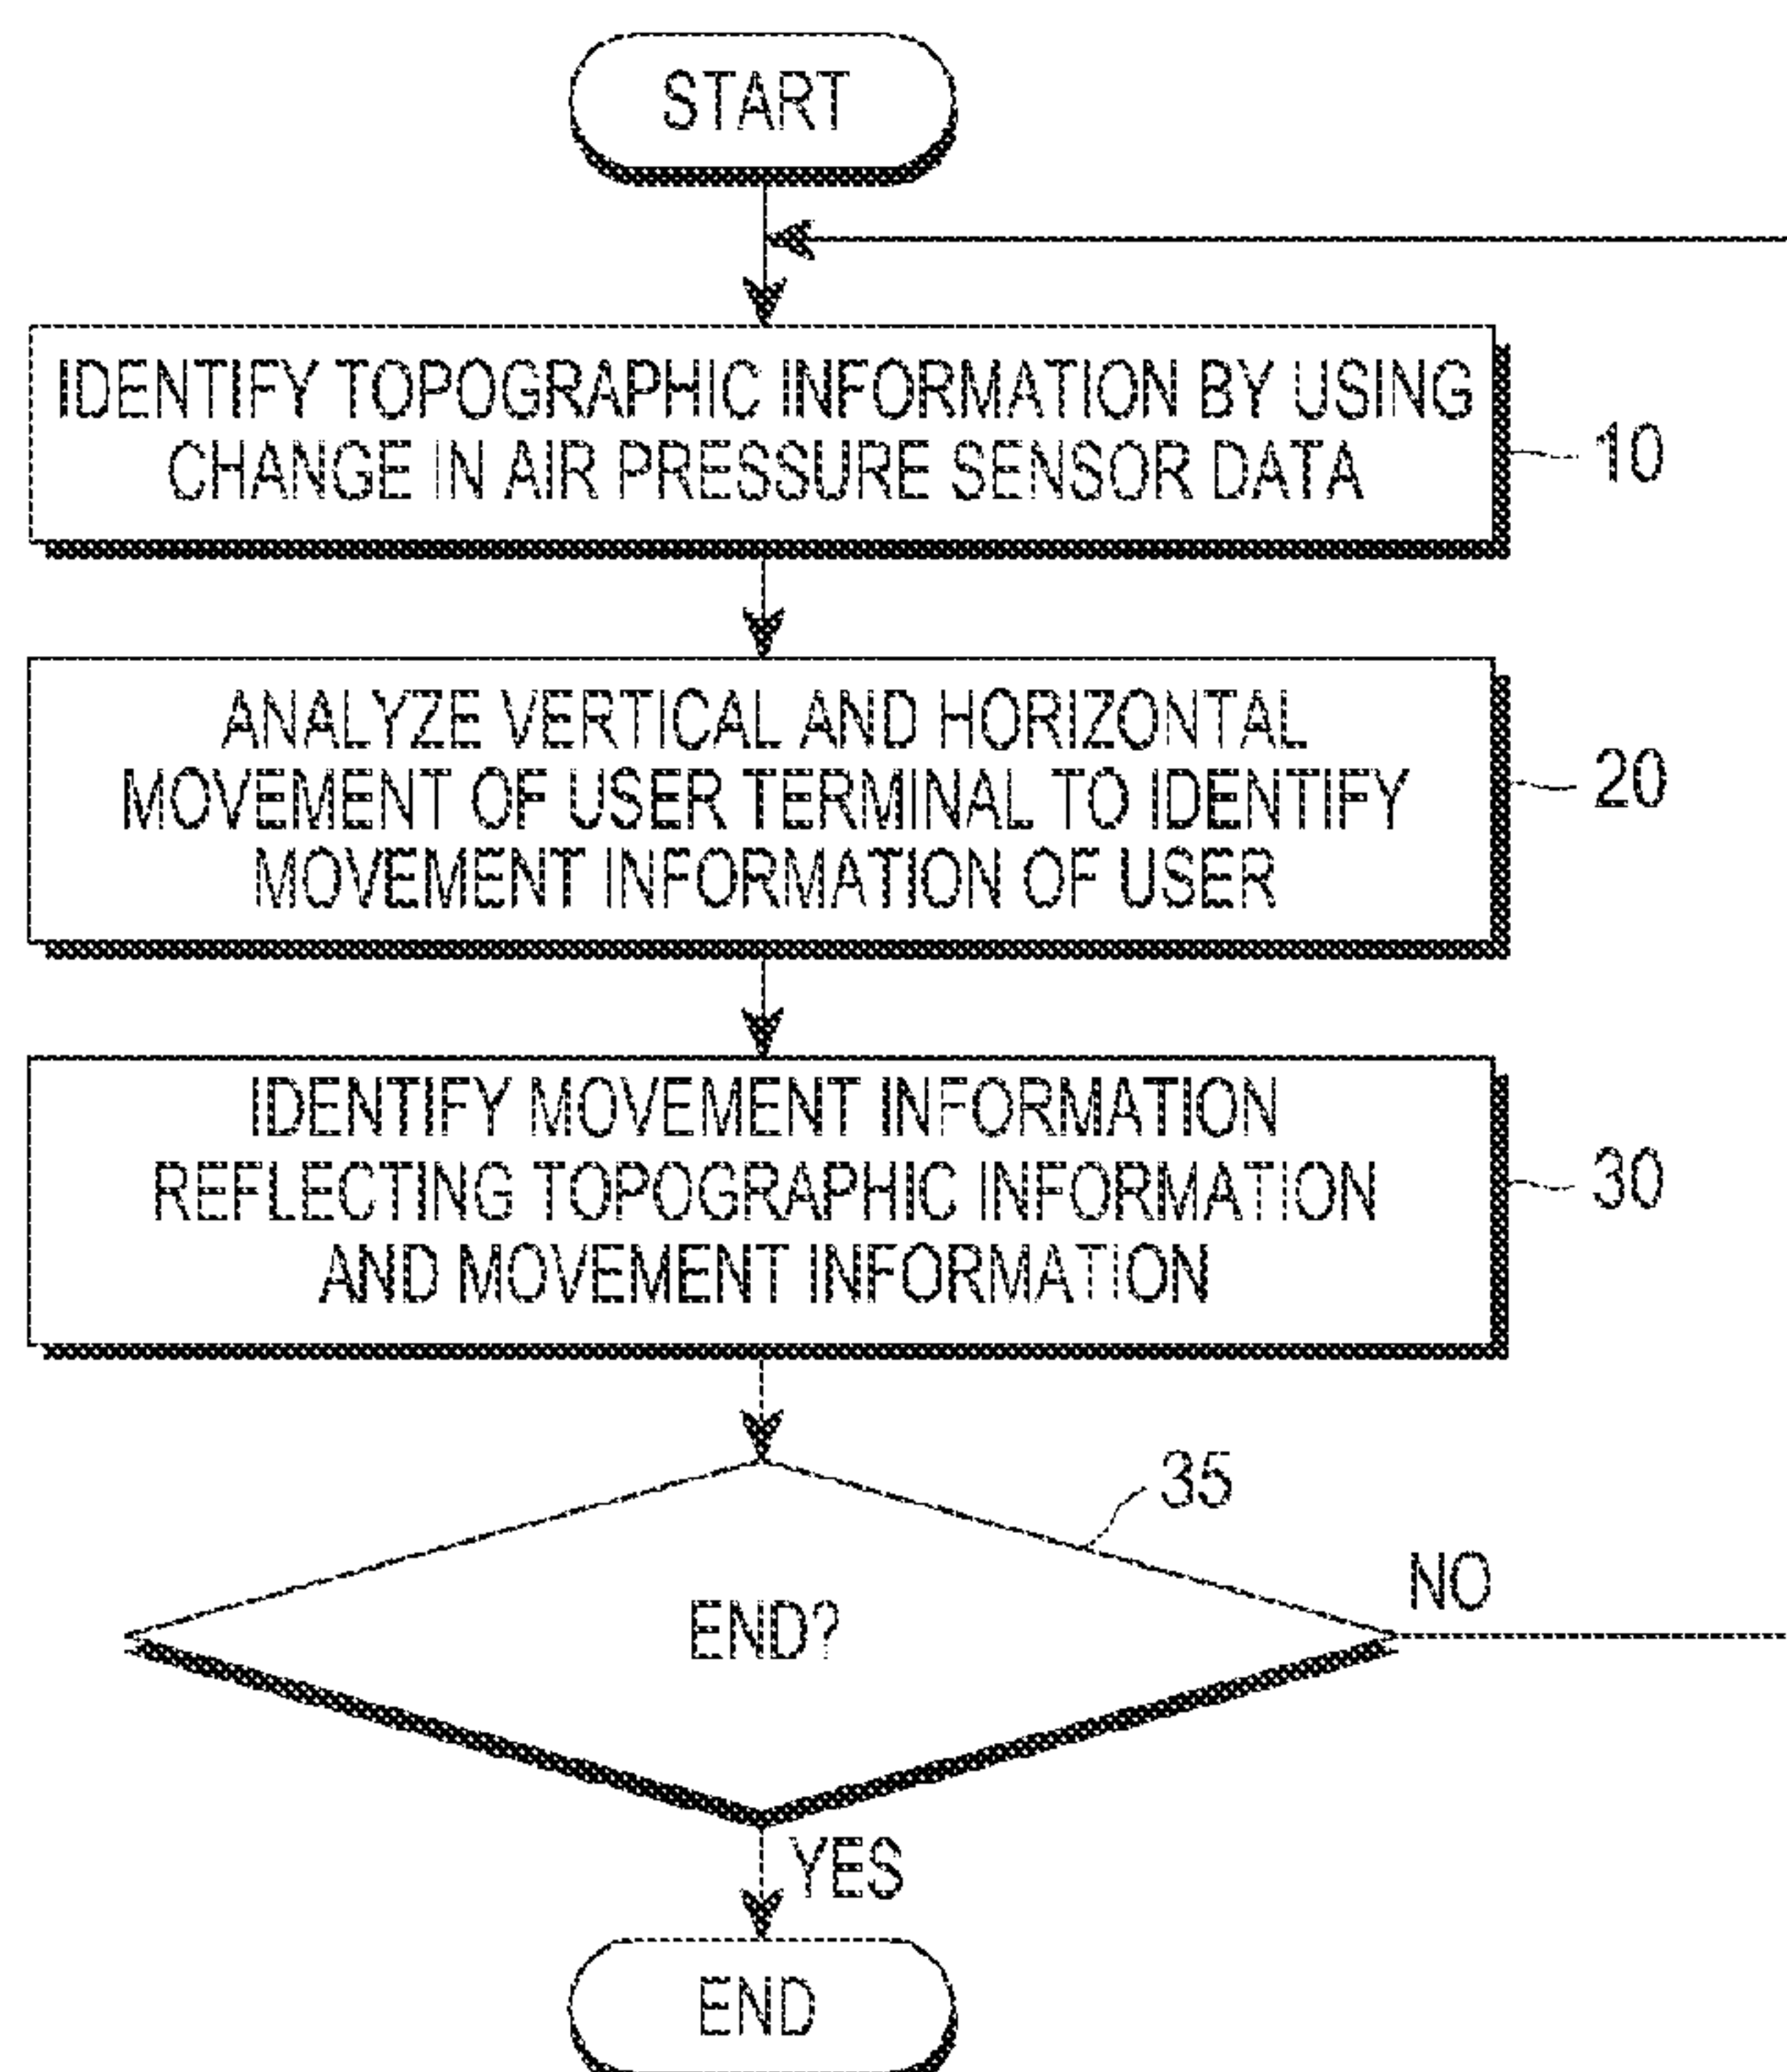 START
IDENTIFY TOPOGRAPHIC INFORMATION BY USING
CHANGE IN AIR PRESSURE SENSOR DATA
10
ANALYZE VERTICAL AND HORIZONTAL
MOVEMENT OF USER TERMINAL TO IDENTIFY
MOVEMENT INFORMATION OF USER
20
IDENTIFY MOVEMENT INFORMATION
REFLECTING TOPOGRAPHIC INFORMATION
AND MOVEMENT INFORMATION
30
35
END?
NO
YES
END